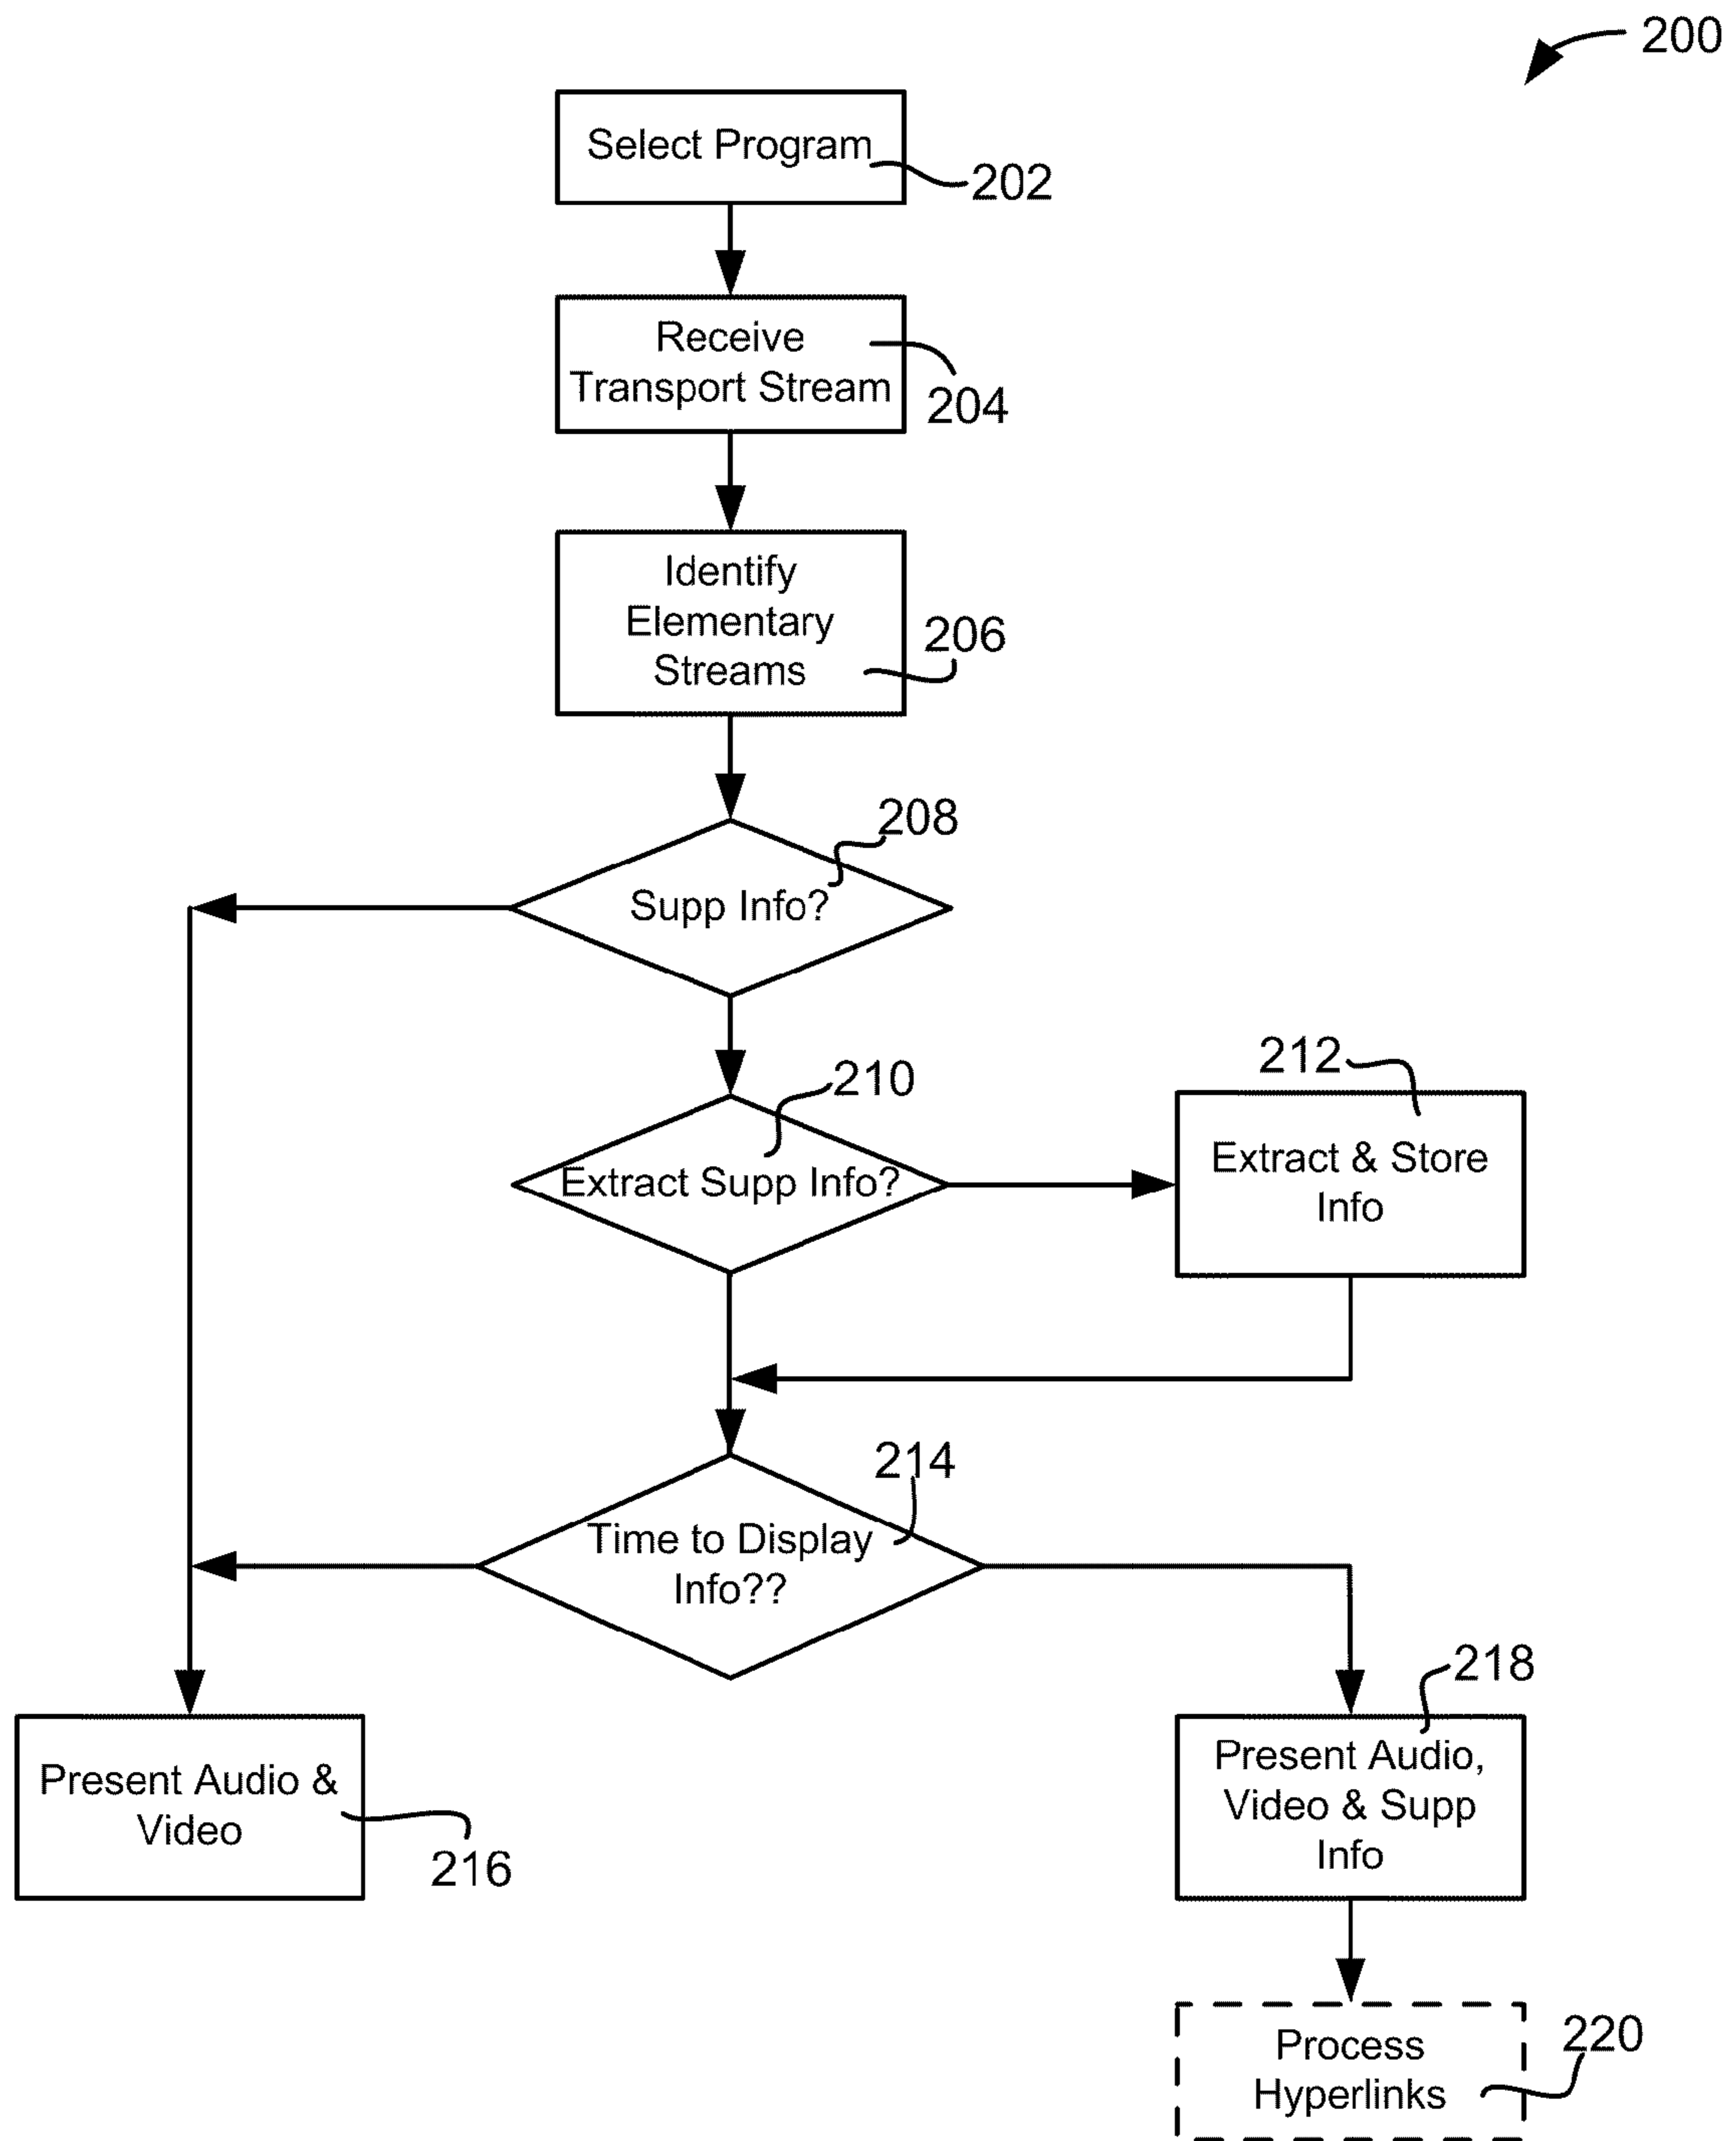 200
Select Program
202
Receive
Transport Stream
204
Identify
Elementary
Streams
206
208
Supp Info?
210
Extract Supp Info?
212
Extract & Store
Info
214
Time to Display
Info??
Present Audio &
Video
216
218
Present Audio,
Video & Supp
Info
Process
Hyperlinks
220